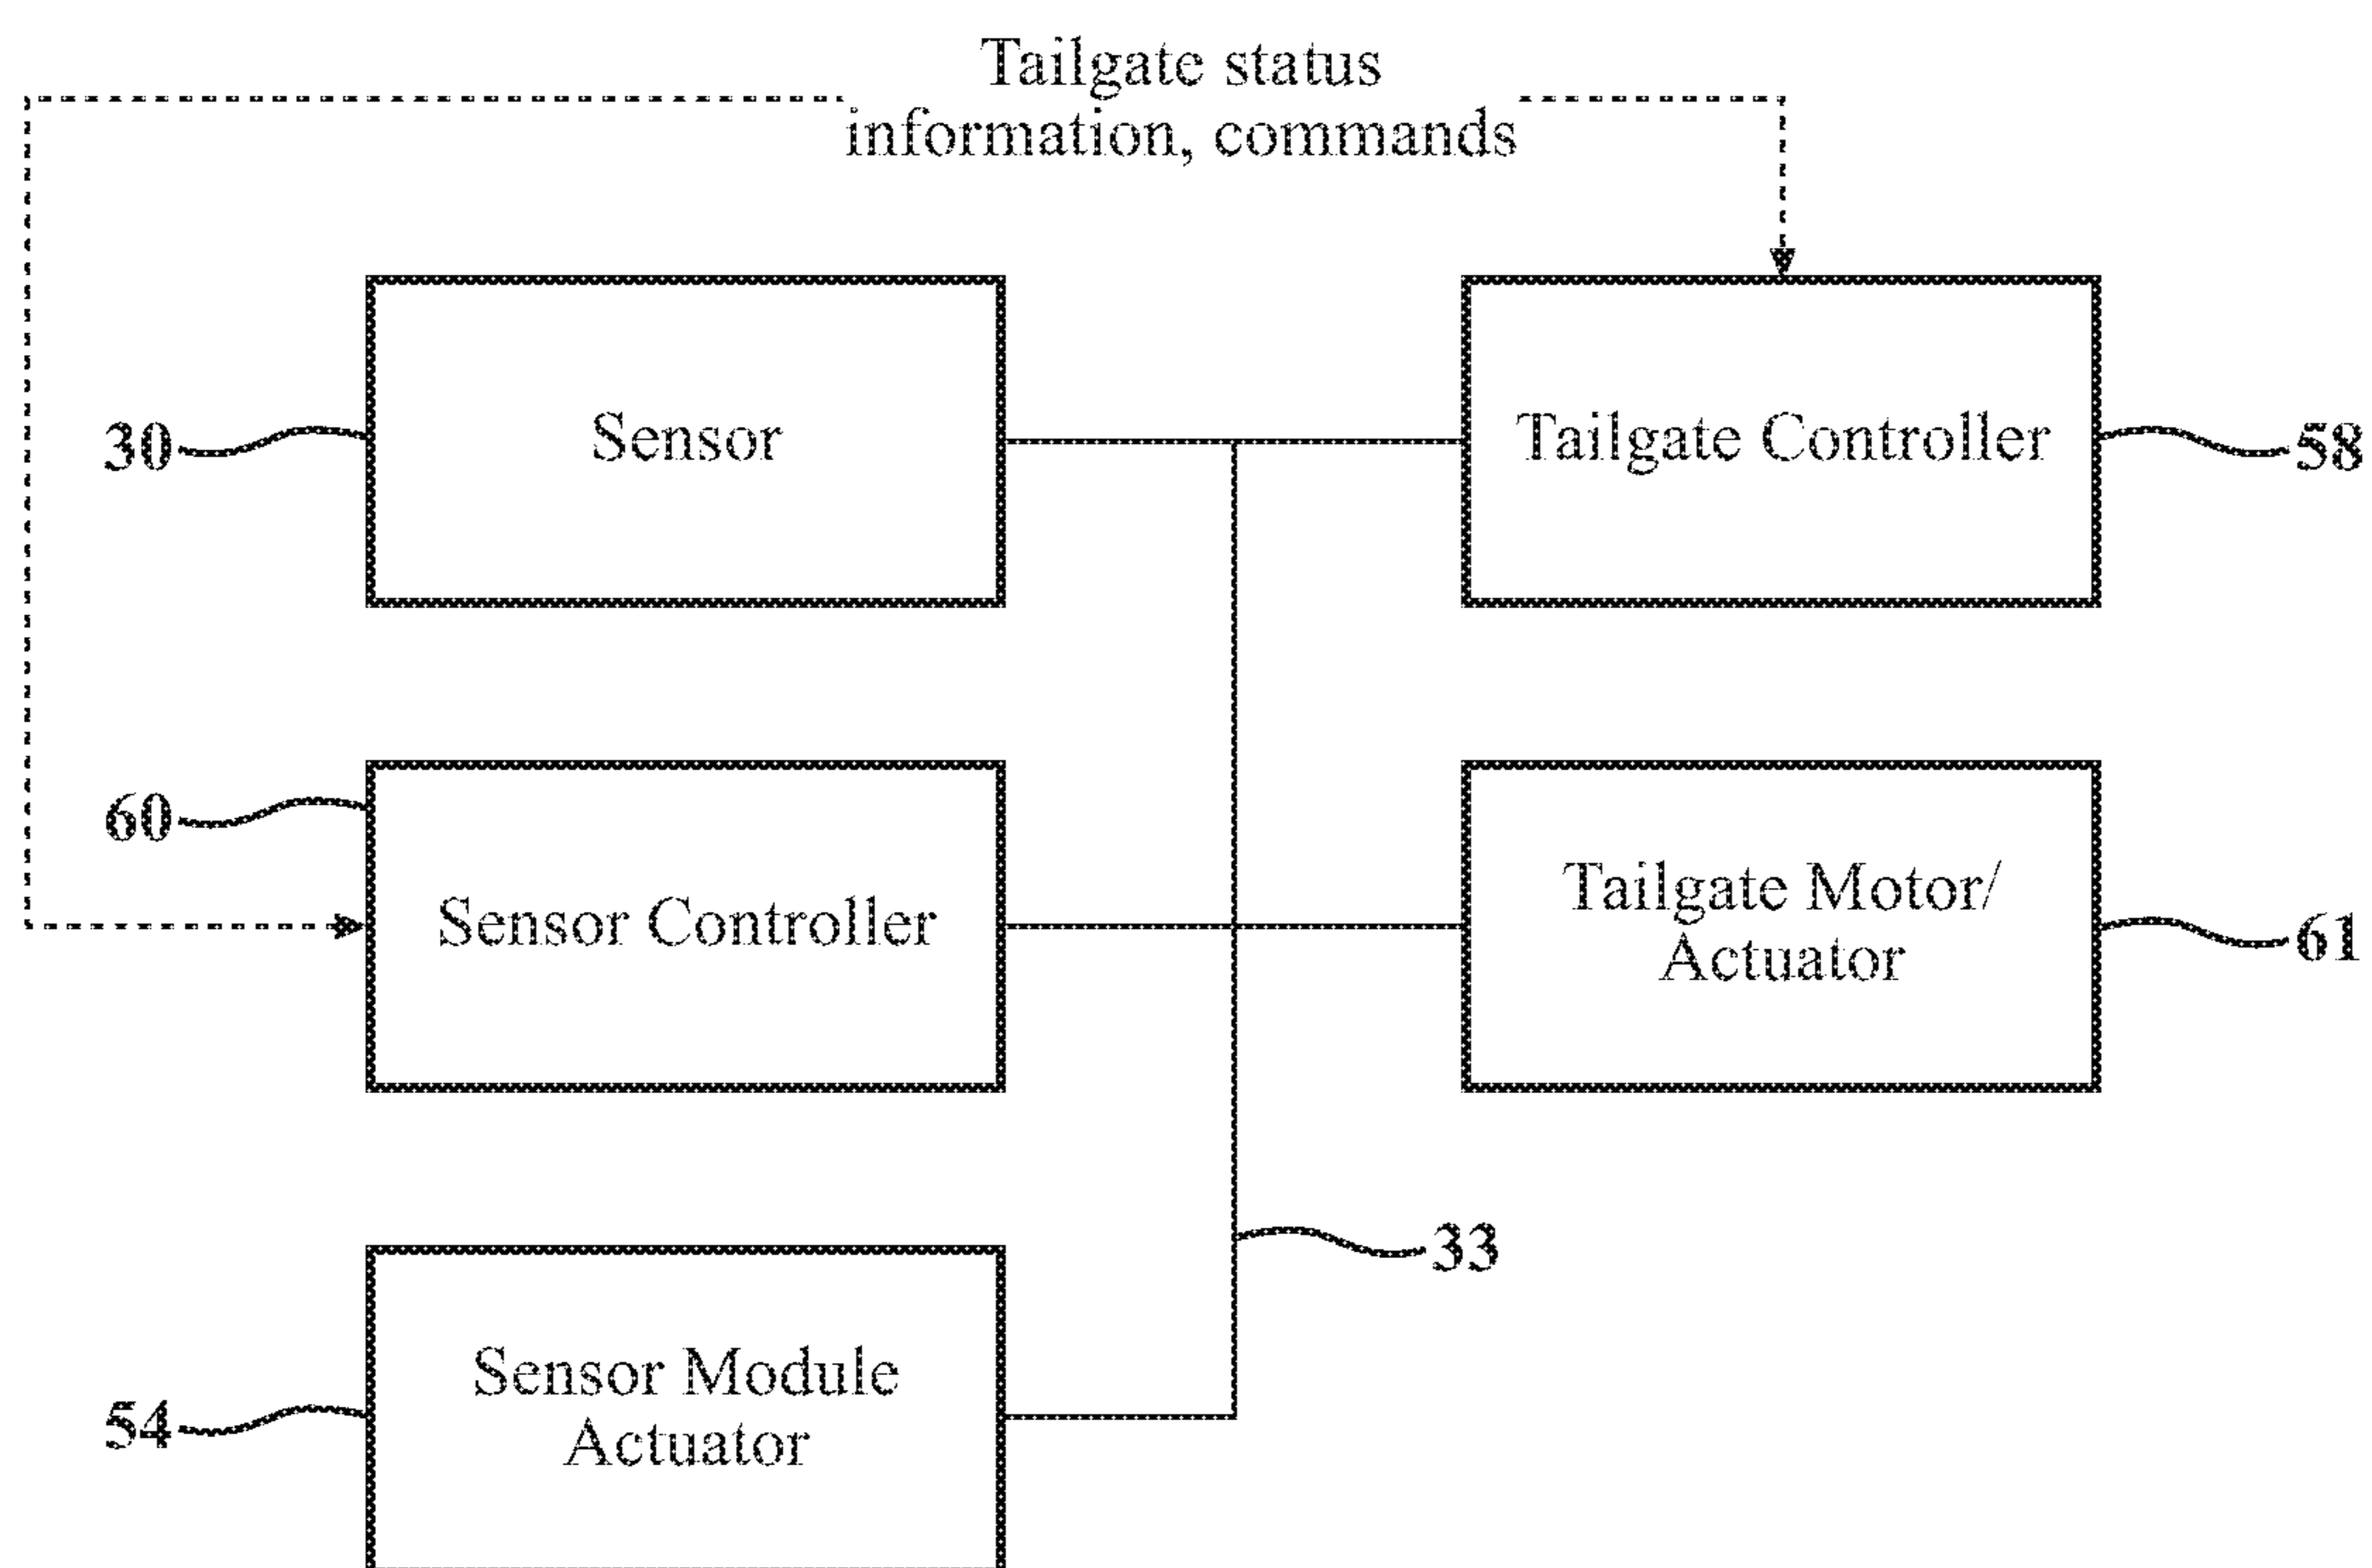 Tailgate status
information, commands
30
Sensor
Tailgate Controller
58
60
Sensor Controller
Tailgate Motor/
Actuator
61
33
54
Sensor Module
Actuator